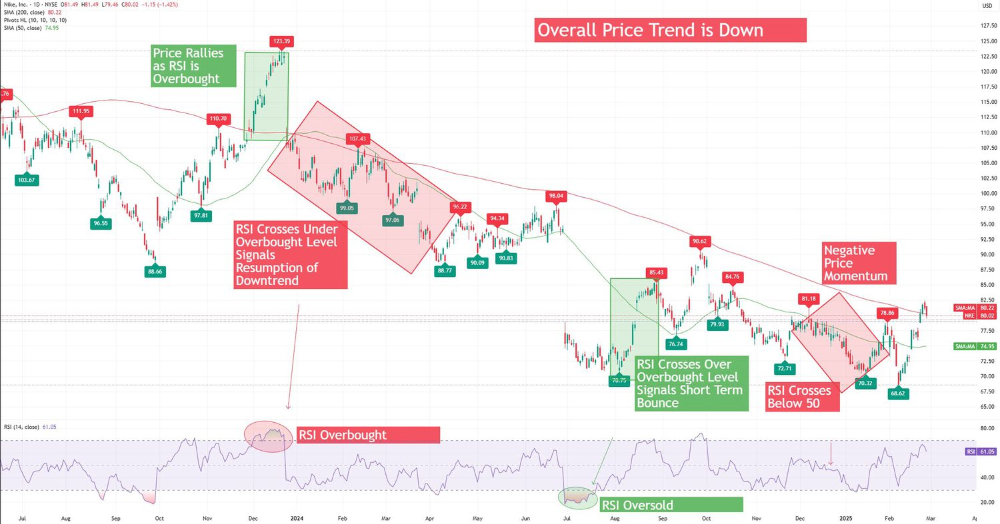 Nike, Inc. · 1D · NYSE O81.49 H81.49 L79.46 C80.02 −1.15 (−1.42%)
SMA (200, close) 80.22
Pivots HL (10, 10, 10, 10)
SMA (50, close) 74.95
USD
Overall Price Trend is Down
Price Rallies
as RSI is
Overbought
127.50
125.00
122.50
120.00
117.50
115.00
112.50
110.00
107.50
105.00
102.50
100.00
97.50
95.00
92.50
90.00
87.50
85.00
82.50
SMA:MA 80.22
NKE 80.02
77.50
SMA:MA 74.95
72.50
70.00
67.50
65.00
.76
103.67
111.95
96.55
88.66
97.81
110.70
123.39
99.05
107.43
97.06
88.77
96.22
90.09
94.34
90.83
98.04
70.75
85.43
76.74
90.62
79.93
84.76
72.71
81.18
70.32
78.86
68.62
RSI Crosses Under
Overbought Level
Signals
Resumption of
Downtrend
Negative
Price
Momentum
RSI Crosses Over
Overbought Level
Signals Short Term
Bounce
RSI Crosses
Below 50
RSI (14, close) 61.05
RSI Overbought
RSI Oversold
80.00
RSI 61.05
40.00
20.00
Jul Aug Sep Oct Nov Dec 2024 Feb Mar Apr May Jun Jul Aug Sep Oct Nov Dec 2025 Feb Mar